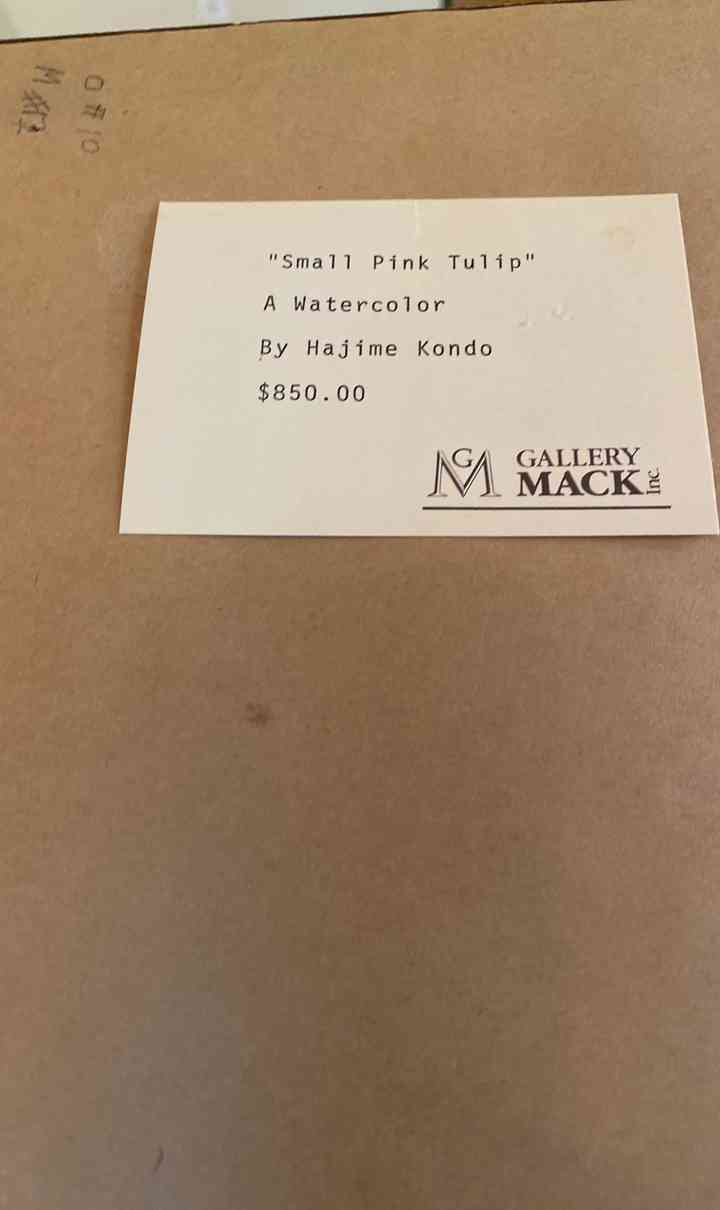 "Small Pink Tulip"
A Watercolor
By Hajime Kondo
$850.00
GM GALLERY
MACK Inc.
O#10